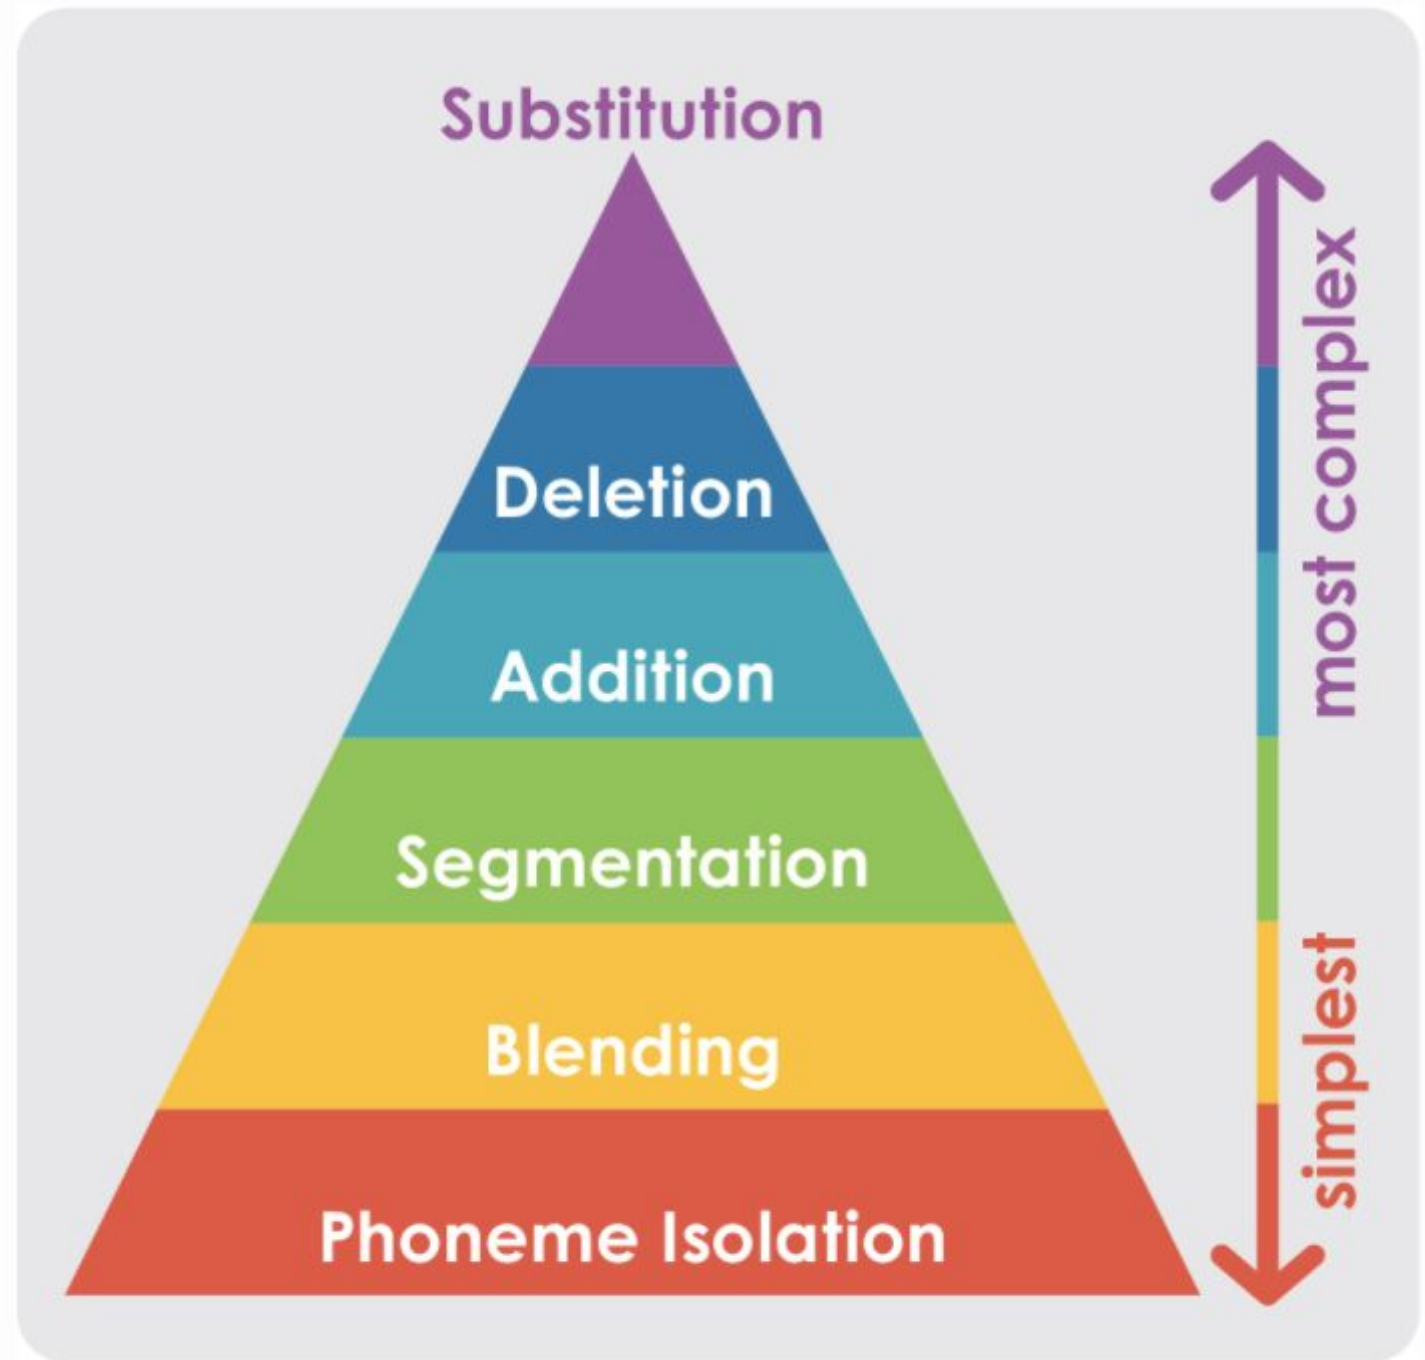 Substitution
Deletion
Addition
Segmentation
Blending
Phoneme Isolation
most complex
simplest